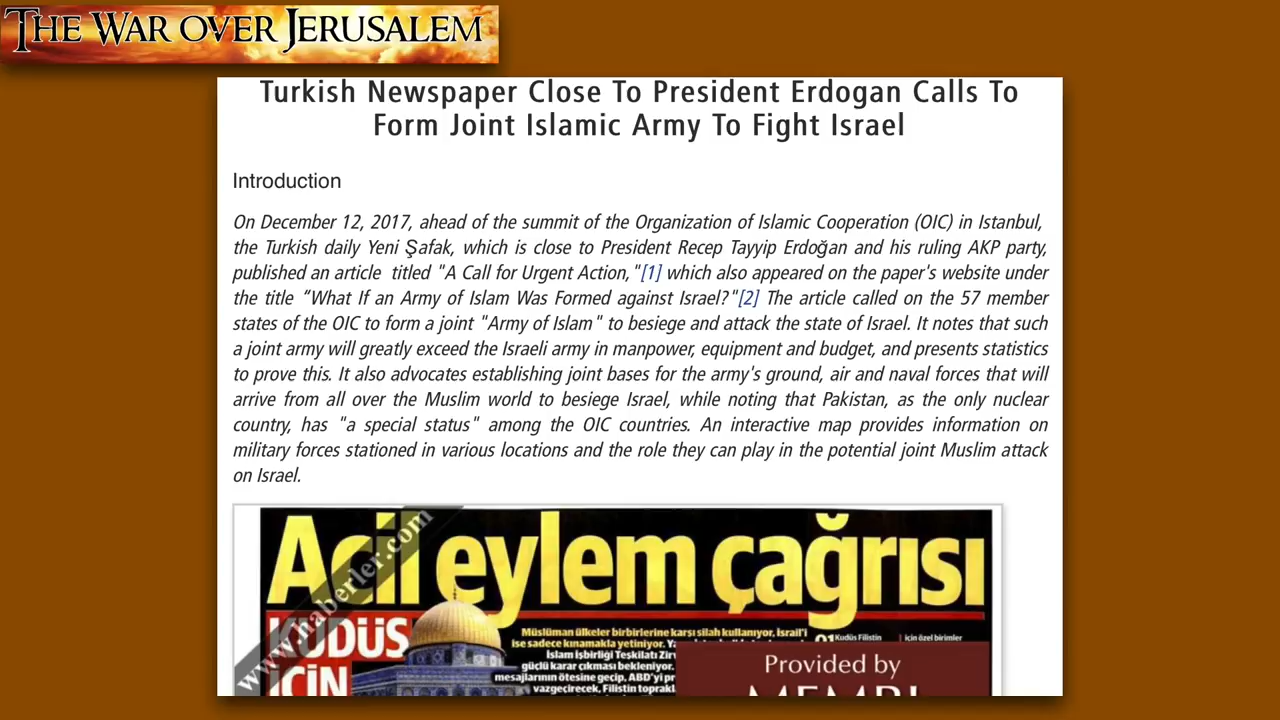 THE WAR OVER JERUSALEM
Turkish Newspaper Close To President Erdogan Calls To
Form Joint Islamic Army To Fight Israel
Introduction
On December 12, 2017, ahead of the summit of the Organization of Islamic Cooperation (OIC) in Istanbul,
the Turkish daily Yeni Şafak, which is close to President Recep Tayyip Erdoğan and his ruling AKP party,
published an article titled "A Call for Urgent Action,"[1] which also appeared on the paper's website under
the title “What If an Army of Islam Was Formed against Israel?"[2] The article called on the 57 member
states of the OIC to form a joint "Army of Islam" to besiege and attack the state of Israel. It notes that such
a joint army will greatly exceed the Israeli army in manpower, equipment and budget, and presents statistics
to prove this. It also advocates establishing joint bases for the army's ground, air and naval forces that will
arrive from all over the Muslim world to besiege Israel, while noting that Pakistan, as the only nuclear
country, has "a special status" among the OIC countries. An interactive map provides information on
military forces stationed in various locations and the role they can play in the potential joint Muslim attack
on Israel.
Acil eylem çağrısı
www.haberler.com
KUDÜS
İÇİN
Müslüman ülkeler birbirlerine karşı silah kullanıyor, İsrail'i
ise sadece kınamakla yetiniyor.
İslam İşbirliği Teşkilatı
güçlü karar çıkması bekleniyor.
mesajlarının ötesine geçip, ABD'yi
vazgeçirecek, Filistin
01 Kudüs Filistin
için özel birimler
Provided by
MEMRI